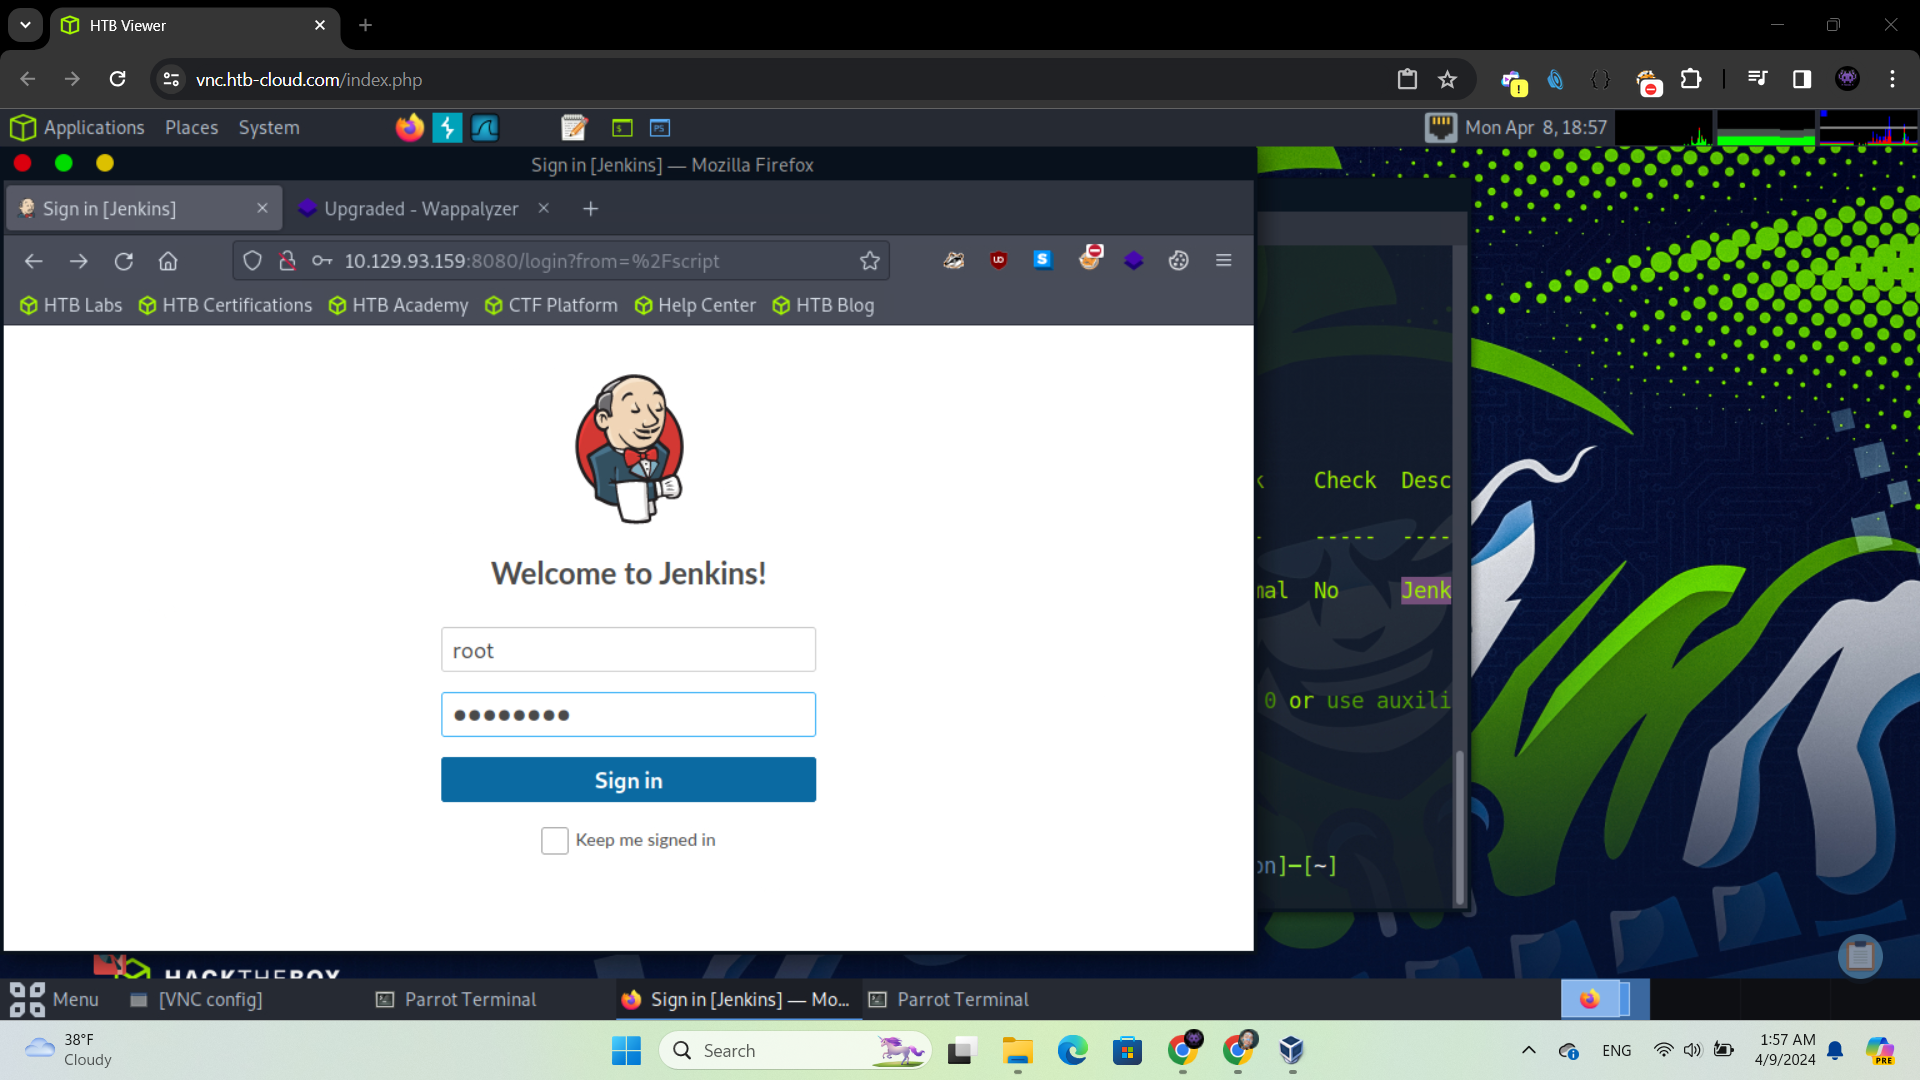 HTB Viewer
vnc.htb-cloud.com/index.php
Applications Places System
Mon Apr 8, 18:57
Sign in [Jenkins] — Mozilla Firefox
Sign in [Jenkins]
Upgraded - Wappalyzer
10.129.93.159:8080/login?from=%2Fscript
HTB Labs HTB Certifications HTB Academy CTF Platform Help Center HTB Blog
Welcome to Jenkins!
root
Sign in
Keep me signed in
Check Desc
----- ----
mal No Jenk
0 or use auxili
on]─[~]
HACKTHEBOX
Menu [VNC config] Parrot Terminal Sign in [Jenkins] — Mo... Parrot Terminal
38°F
Cloudy
Search
ENG
1:57 AM
4/9/2024
PRE